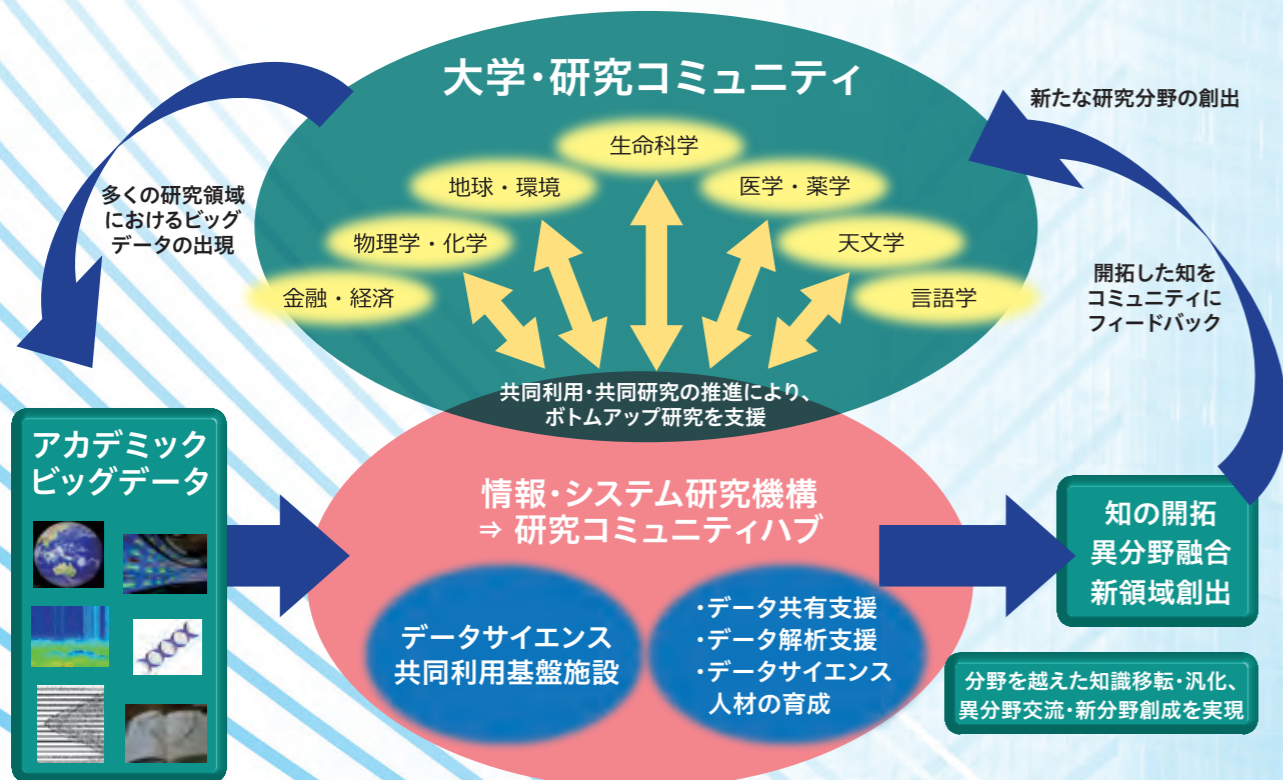 大学・研究コミュニティ
生命科学
地球・環境
医学・薬学
物理学・化学
天文学
金融・経済
言語学
多くの研究領域
におけるビッグ
データの出現
新たな研究分野の創出
開拓した知を
コミュニティに
フィードバック
共同利用・共同研究の推進により、
ボトムアップ研究を支援
アカデミック
ビッグデータ
情報・システム研究機構
⇒ 研究コミュニティハブ
データサイエンス
共同利用基盤施設
・データ共有支援
・データ解析支援
・データサイエンス
人材の育成
知の開拓
異分野融合
新領域創出
分野を越えた知識移転・汎化、
異分野交流・新分野創成を実現